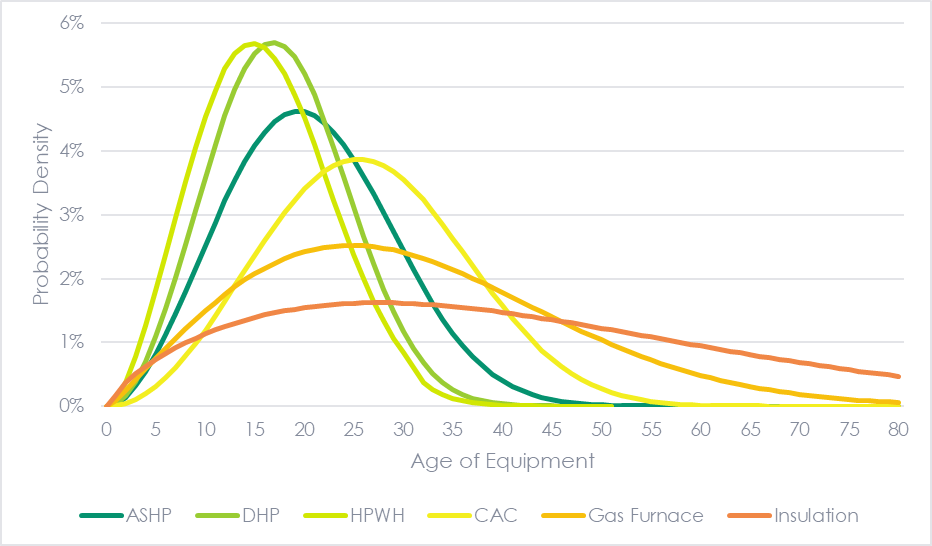 6%
5%
4%
3%
2%
1%
0%
Probability Density
0 5 10 15 20 25 30 35 40 45 50 55 60 65 70 75 80
Age of Equipment
ASHP DHP HPWH CAC Gas Furnace Insulation